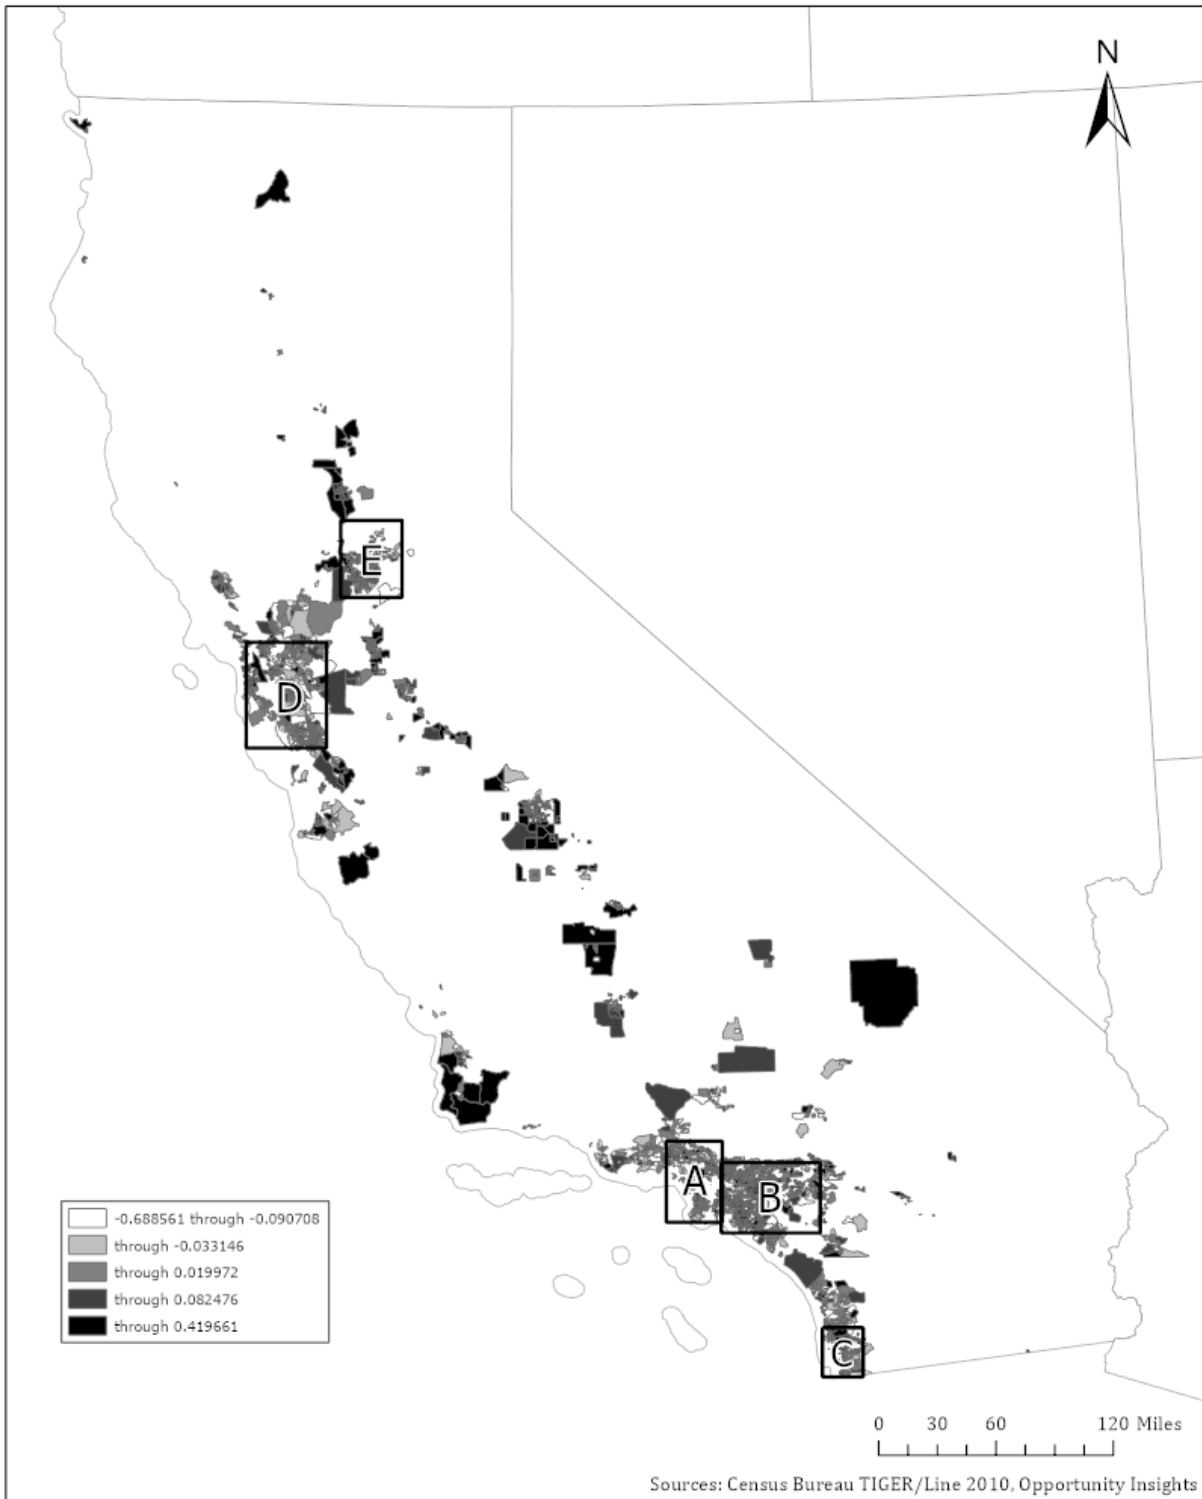 N
E
D
A
B
C
-0.688561 through -0.090708
through -0.033146
through 0.019972
through 0.082476
through 0.419661
0 30 60 120 Miles
Sources: Census Bureau TIGER/Line 2010, Opportunity Insights